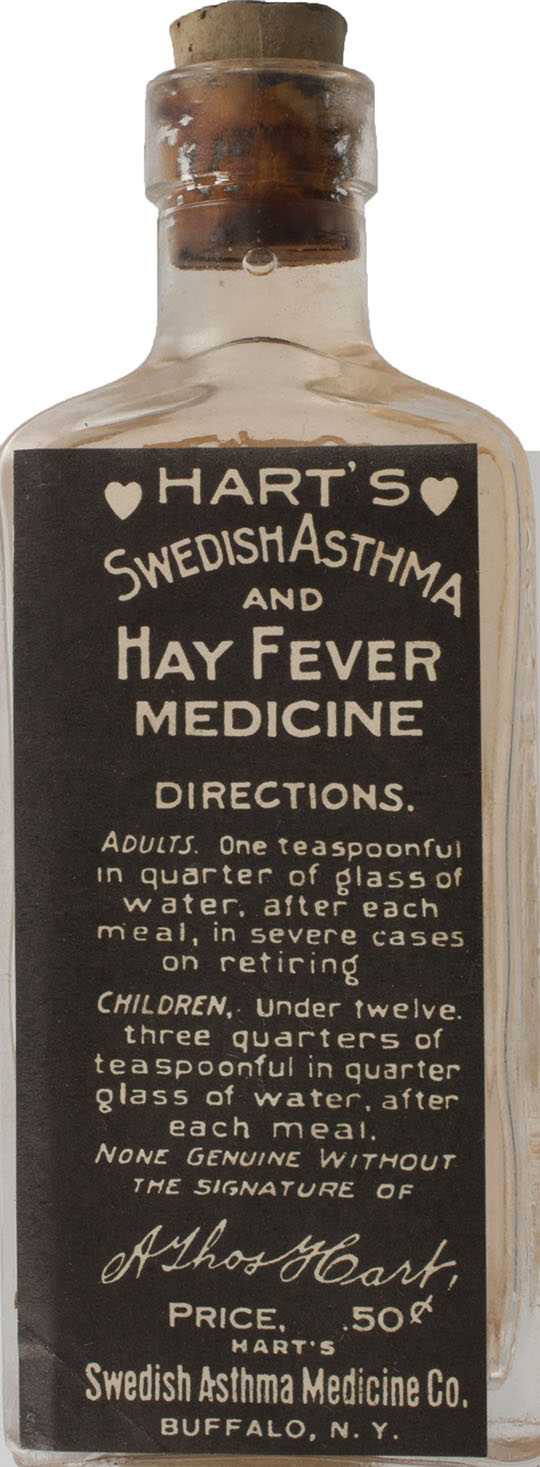 HART'S
SWEDISH ASTHMA
AND
HAY FEVER
MEDICINE
DIRECTIONS.
ADULTS. One teaspoonful
in quarter of glass of
water, after each
meal, in severe cases
on retiring
CHILDREN,. Under twelve.
three quarters of
teaspoonful in quarter
glass of water, after
each meal.
NONE GENUINE WITHOUT
THE SIGNATURE OF
A Thos Hart,
PRICE, .50¢
HART'S
Swedish Asthma Medicine Co.
BUFFALO, N. Y.